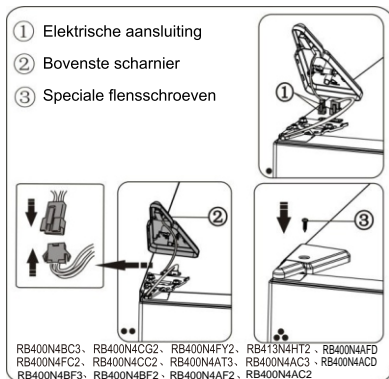 ① Elektrische aansluiting
② Bovenste scharnier
③ Speciale flensschroeven
①
②
③
RB400N4BC3、RB400N4CG2、RB400N4FY2、RB413N4HT2、RB400N4AFD
RB400N4FC2、RB400N4CC2、RB400N4AT3、RB400N4AC3、RB400N4ACD
RB400N4BF3、RB400N4BF2、RB400N4AF2、RB400N4AC2